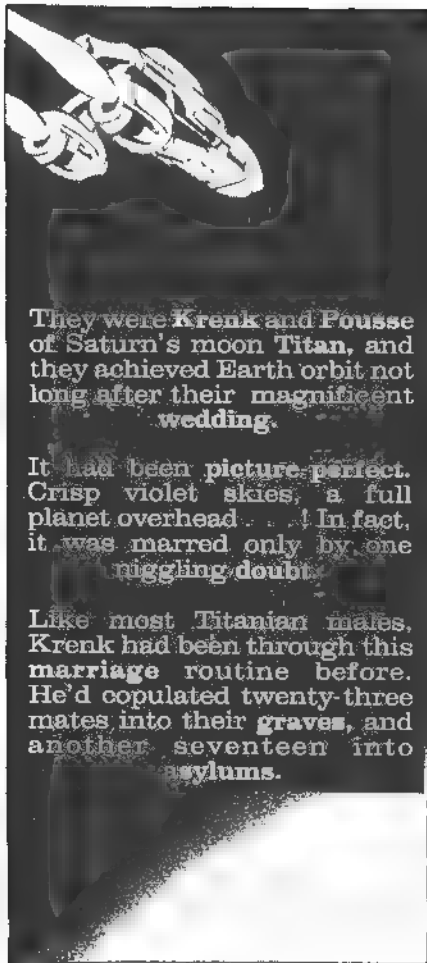 They were Krenk and Pousse
of Saturn's moon Titan, and
they achieved Earth orbit not
long after their magnificent
wedding.
It had been picture-perfect.
Crisp violet skies, a full
planet overhead . . . ! In fact,
it was marred only by one
niggling doubt.
Like most Titanian males,
Krenk had been through this
marriage routine before.
He'd copulated twenty-three
mates into their graves, and
another seventeen into
asylums.